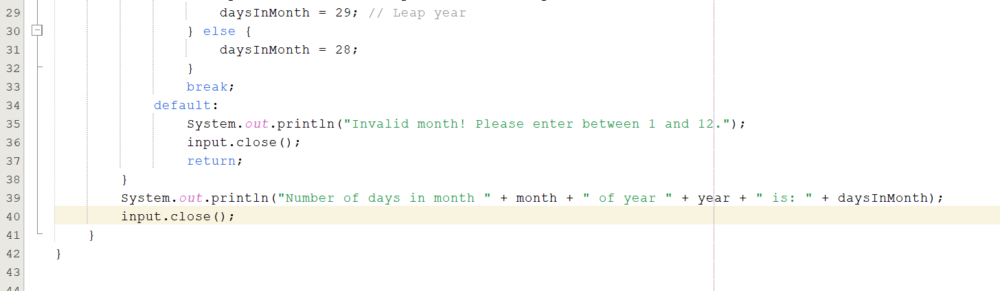 29 daysInMonth = 29; // Leap year
30 } else {
31 daysInMonth = 28;
32 }
33 break;
34 default:
35 System.out.println("Invalid month! Please enter between 1 and 12.");
36 input.close();
37 return;
38 }
39 System.out.println("Number of days in month " + month + " of year " + year + " is: " + daysInMonth);
40 input.close();
41 }
42 }
43
44